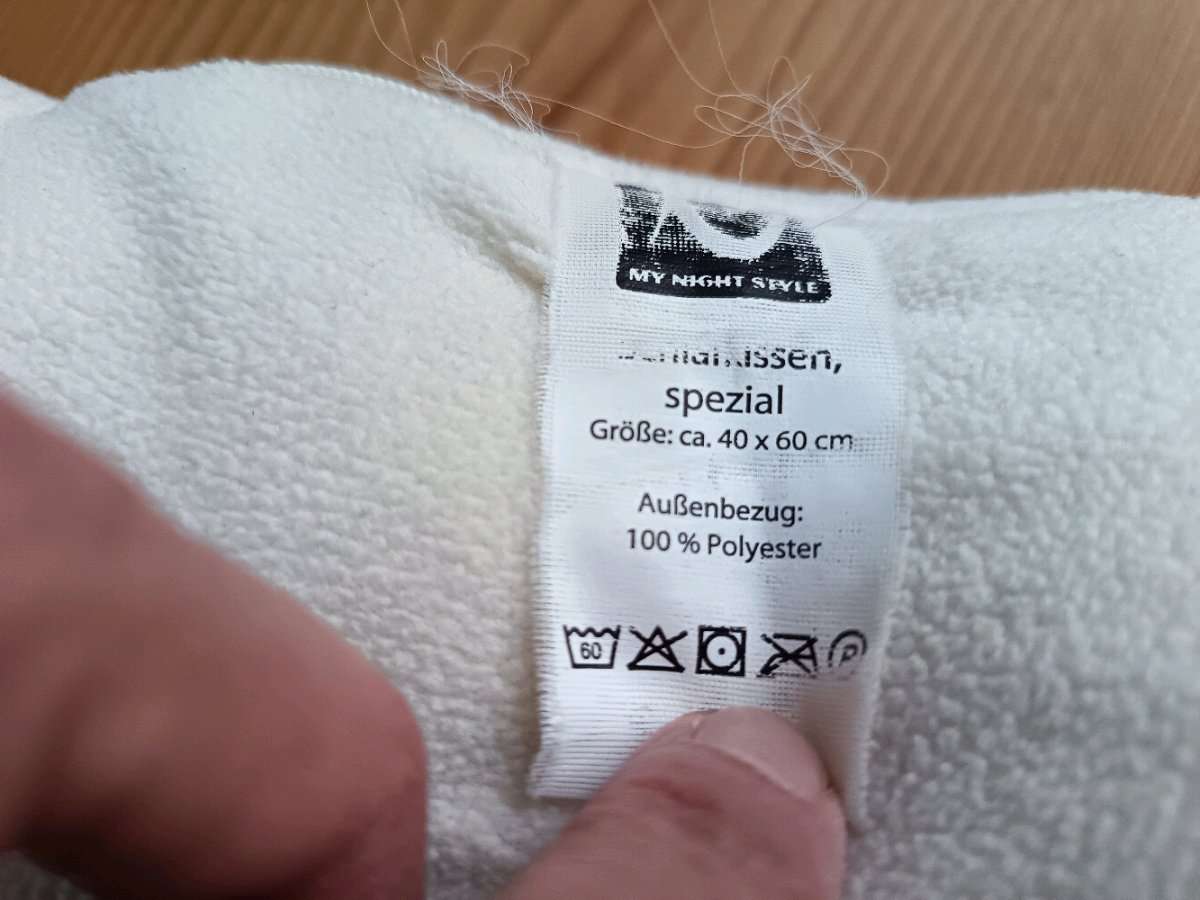 MY NIGHT STYLE
spezial
Größe: ca. 40 x 60 cm
Außenbezug:
100 % Polyester
60
P